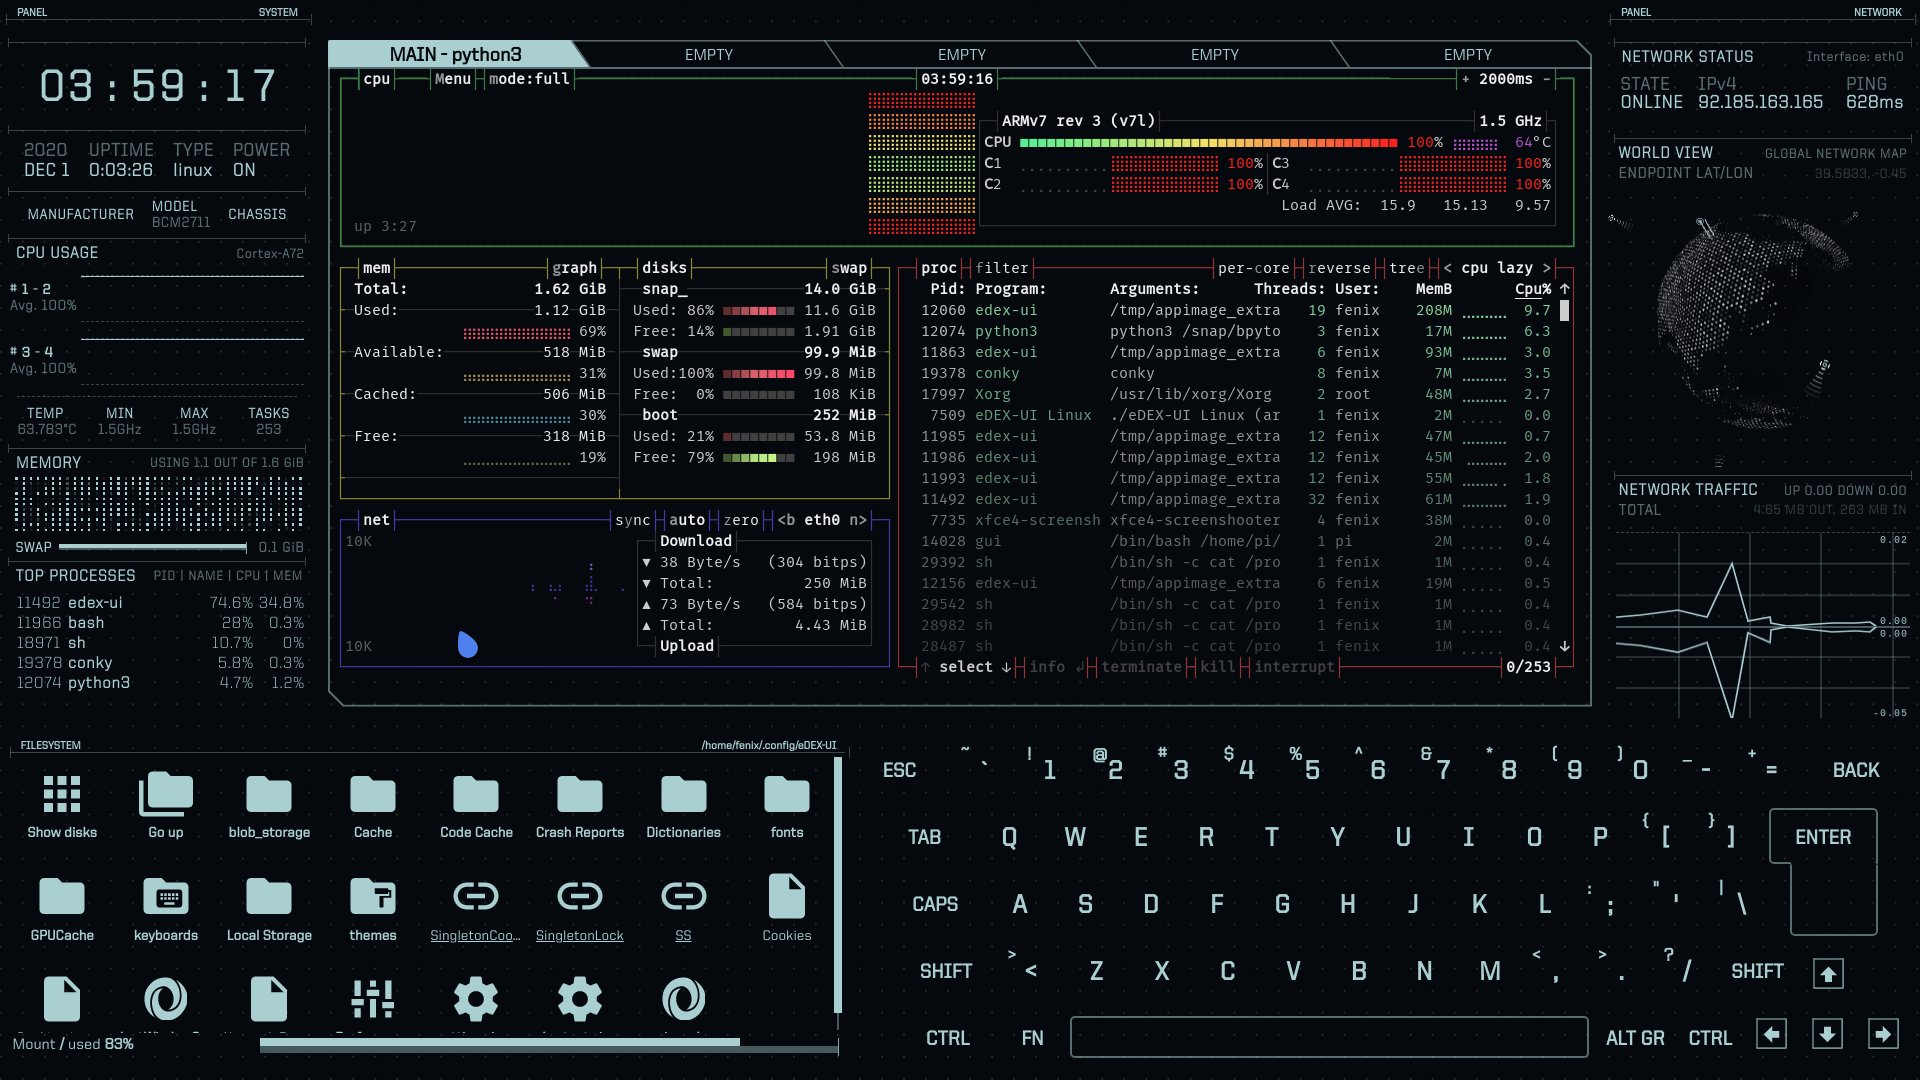 PANEL SYSTEM
03:59:17
2020 UPTIME TYPE POWER
DEC 1 0:03:26 linux ON
MANUFACTURER MODEL CHASSIS
BCM2711
CPU USAGE Cortex-A72
# 1 - 2
Avg. 100%
# 3 - 4
Avg. 100%
TEMP MIN MAX TASKS
63.783°C 1.5GHz 1.5GHz 253
MEMORY USING 1.1 OUT OF 1.6 GIB
SWAP 0.1 GIB
TOP PROCESSES PID | NAME | CPU | MEM
11492 edex-ui 74.6% 34.8%
11966 bash 28% 0.3%
18971 sh 10.7% 0%
19378 conky 5.8% 0.3%
12074 python3 4.7% 1.2%
MAIN - python3 EMPTY EMPTY EMPTY EMPTY
cpu Menu mode:full 03:59:16 + 2000ms -
ARMv7 rev 3 (v7l) 1.5 GHz
CPU 100% 64°C
C1 100% C3 100%
C2 100% C4 100%
Load AVG: 15.9 15.13 9.57
up 3:27
mem graph disks swap
Total: 1.62 GiB snap_ 14.0 GiB
Used: 1.12 GiB Used: 86% 11.6 GiB
69% Free: 14% 1.91 GiB
Available: 518 MiB swap 99.9 MiB
31% Used:100% 99.8 MiB
Cached: 506 MiB Free: 0% 108 KiB
30% boot 252 MiB
Free: 318 MiB Used: 21% 53.8 MiB
19% Free: 79% 198 MiB
net sync auto zero <b eth0 n>
10K Download
▼ 38 Byte/s (304 bitps)
▼ Total: 250 MiB
▲ 73 Byte/s (584 bitps)
▲ Total: 4.43 MiB
10K Upload
proc filter per-core reverse tree < cpu lazy >
Pid: Program: Arguments: Threads: User: MemB Cpu% ↑
12060 edex-ui /tmp/appimage_extra 19 fenix 208M 9.7
12074 python3 python3 /snap/bpyto 3 fenix 17M 6.3
11863 edex-ui /tmp/appimage_extra 6 fenix 93M 3.0
19378 conky conky 8 fenix 7M 3.5
17997 Xorg /usr/lib/xorg/Xorg 2 root 48M 2.7
7509 eDEX-UI Linux ./eDEX-UI Linux (ar 1 fenix 2M 0.0
11985 edex-ui /tmp/appimage_extra 12 fenix 47M 0.7
11986 edex-ui /tmp/appimage_extra 12 fenix 45M 2.0
11993 edex-ui /tmp/appimage_extra 12 fenix 55M 1.8
11492 edex-ui /tmp/appimage_extra 32 fenix 61M 1.9
7735 xfce4-screensh xfce4-screenshooter 4 fenix 38M 0.0
14028 gui /bin/bash /home/pi/ 1 pi 2M 0.4
29392 sh /bin/sh -c cat /pro 1 fenix 1M 0.4
12156 edex-ui /tmp/appimage_extra 6 fenix 19M 0.5
29542 sh /bin/sh -c cat /pro 1 fenix 1M 0.4
28982 sh /bin/sh -c cat /pro 1 fenix 1M 0.4
28487 sh /bin/sh -c cat /pro 1 fenix 1M 0.4 ↓
↑ select ↓ info ↲ terminate kill interrupt 0/253
PANEL NETWORK
NETWORK STATUS Interface: eth0
STATE IPv4 PING
ONLINE 92.185.163.165 628ms
WORLD VIEW GLOBAL NETWORK MAP
ENDPOINT LAT/LON 39.5833, -0.45
NETWORK TRAFFIC UP 0.00 DOWN 0.00
TOTAL 4.65 MB OUT, 263 MB IN
0.02
0.00
0.00
-0.05
FILESYSTEM /home/fenix/.config/eDEX-UI
Show disks Go up blob_storage Cache Code Cache Crash Reports Dictionaries fonts
GPUCache keyboards Local Storage themes SingletonCoo... SingletonLock SS Cookies
Mount / used 83%
ESC ~ ` ! 1 @ 2 # 3 $ 4 % 5 ^ 6 & 7 * 8 ( 9 ) 0 _ - + = BACK
TAB Q W E R T Y U I O P { [ } ] ENTER
CAPS A S D F G H J K L : ; " ' | \
SHIFT > < Z X C V B N M < , > . ? / SHIFT
CTRL FN ALT GR CTRL